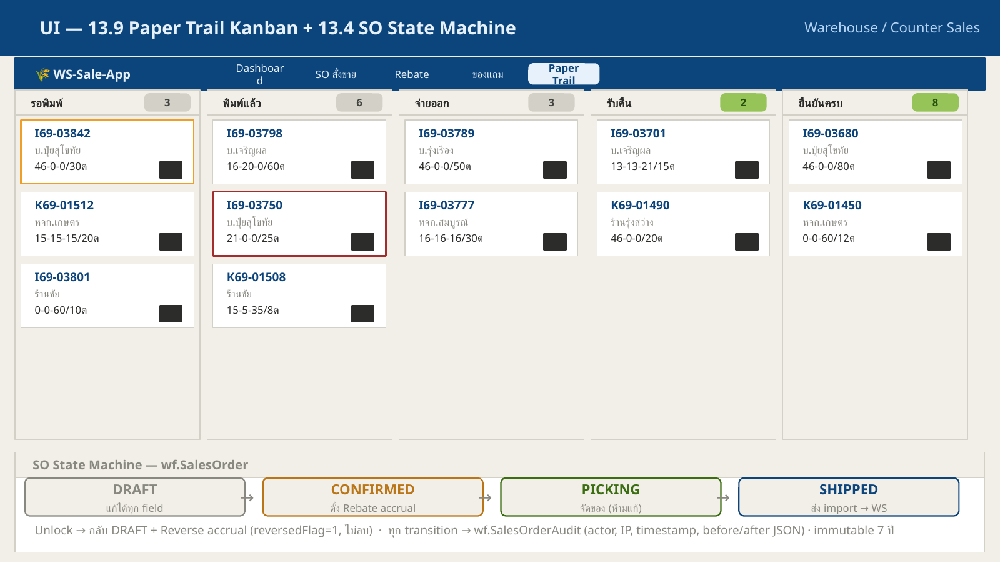 UI — 13.9 Paper Trail Kanban + 13.4 SO State Machine
Warehouse / Counter Sales
🌾 WS-Sale-App
Dashboar
d
SO สั่งขาย
Rebate
ของแถม
Paper
Trail
รอพิมพ์
3
I69-03842
บ.ปุ๋ยสุโขทัย
46-0-0/30ต
K69-01512
หจก.เกษตร
15-15-15/20ต
I69-03801
ร้านชัย
0-0-60/10ต
พิมพ์แล้ว
6
I69-03798
บ.เจริญผล
16-20-0/60ต
I69-03750
บ.ปุ๋ยสุโขทัย
21-0-0/25ต
K69-01508
ร้านชัย
15-5-35/8ต
จ่ายออก
3
I69-03789
บ.รุ่งเรือง
46-0-0/50ต
I69-03777
หจก.สมบูรณ์
16-16-16/30ต
รับคืน
2
I69-03701
บ.เจริญผล
13-13-21/15ต
K69-01490
ร้านรุ่งสว่าง
46-0-0/20ต
ยืนยันครบ
8
I69-03680
บ.ปุ๋ยสุโขทัย
46-0-0/80ต
K69-01450
หจก.เกษตร
0-0-60/12ต
SO State Machine — wf.SalesOrder
DRAFT
แก้ได้ทุก field
→
CONFIRMED
ตั้ง Rebate accrual
→
PICKING
จัดของ (ห้ามแก้)
→
SHIPPED
ส่ง import → WS
Unlock → กลับ DRAFT + Reverse accrual (reversedFlag=1, ไม่ลบ) · ทุก transition → wf.SalesOrderAudit (actor, IP, timestamp, before/after JSON) · immutable 7 ปี